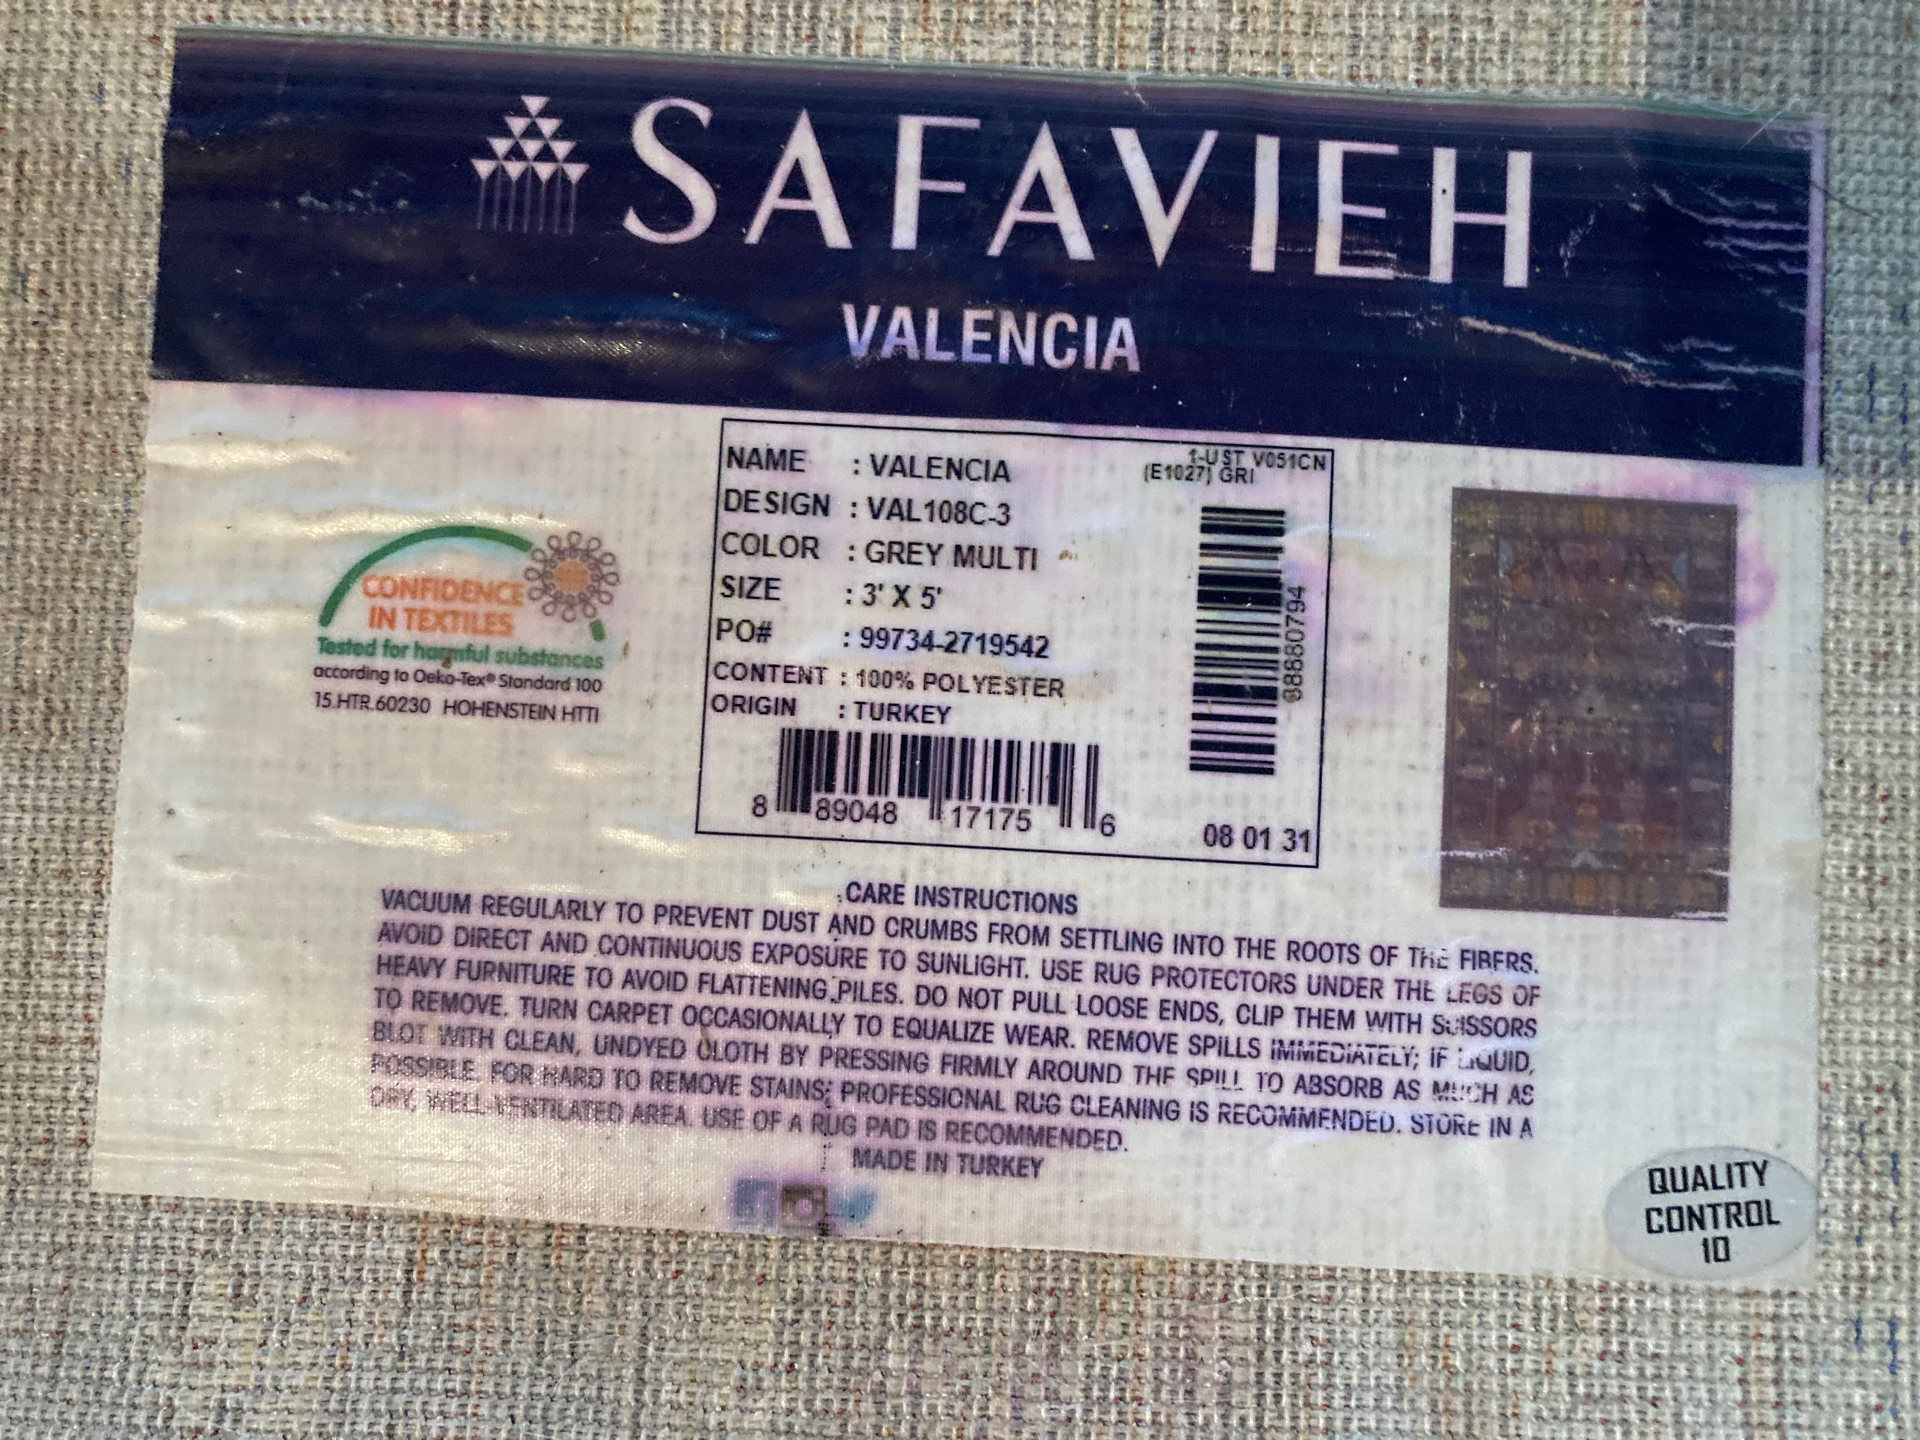 SAFAVIEH
VALENCIA
NAME : VALENCIA
DESIGN : VAL108C-3
COLOR : GREY MULTI
SIZE : 3' X 5'
PO# : 99734-2719542
CONTENT : 100% POLYESTER
ORIGIN : TURKEY
8 89048 17175 6
1-UST V051CN
(E1027) GRI
88880794
08 01 31
CONFIDENCE
IN TEXTILES
Tested for harmful substances
according to Oeko-Tex® Standard 100
15.HTR.60230 HOHENSTEIN HTTI
CARE INSTRUCTIONS
VACUUM REGULARLY TO PREVENT DUST AND CRUMBS FROM SETTLING INTO THE ROOTS OF THE FIBERS.
AVOID DIRECT AND CONTINUOUS EXPOSURE TO SUNLIGHT. USE RUG PROTECTORS UNDER THE LEGS OF
HEAVY FURNITURE TO AVOID FLATTENING PILES. DO NOT PULL LOOSE ENDS, CLIP THEM WITH SCISSORS
TO REMOVE. TURN CARPET OCCASIONALLY TO EQUALIZE WEAR. REMOVE SPILLS IMMEDIATELY; IF LIQUID,
BLOT WITH CLEAN, UNDYED CLOTH BY PRESSING FIRMLY AROUND THE SPILL TO ABSORB AS MUCH AS
POSSIBLE. FOR HARD TO REMOVE STAINS; PROFESSIONAL RUG CLEANING IS RECOMMENDED. STORE IN A
DRY, WELL-VENTILATED AREA. USE OF A RUG PAD IS RECOMMENDED.
MADE IN TURKEY
QUALITY
CONTROL
10